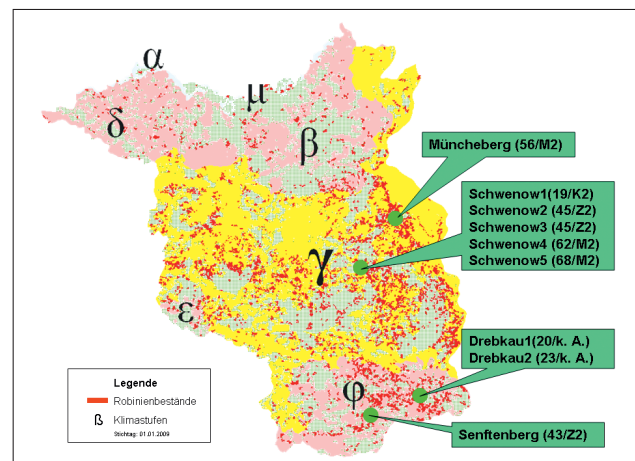 α
μ
δ
β
Müncheberg (56/M2)
Schwenow1(19/K2)
Schwenow2 (45/Z2)
Schwenow3 (45/Z2)
Schwenow4 (62/M2)
Schwenow5 (68/M2)
γ
ε
Drebkau1(20/k. A.)
Drebkau2 (23/k. A.)
φ
Senftenberg (43/Z2)
Legende
Robinienbestände
ß Klimastufen
Stichtag: 01.01.2009